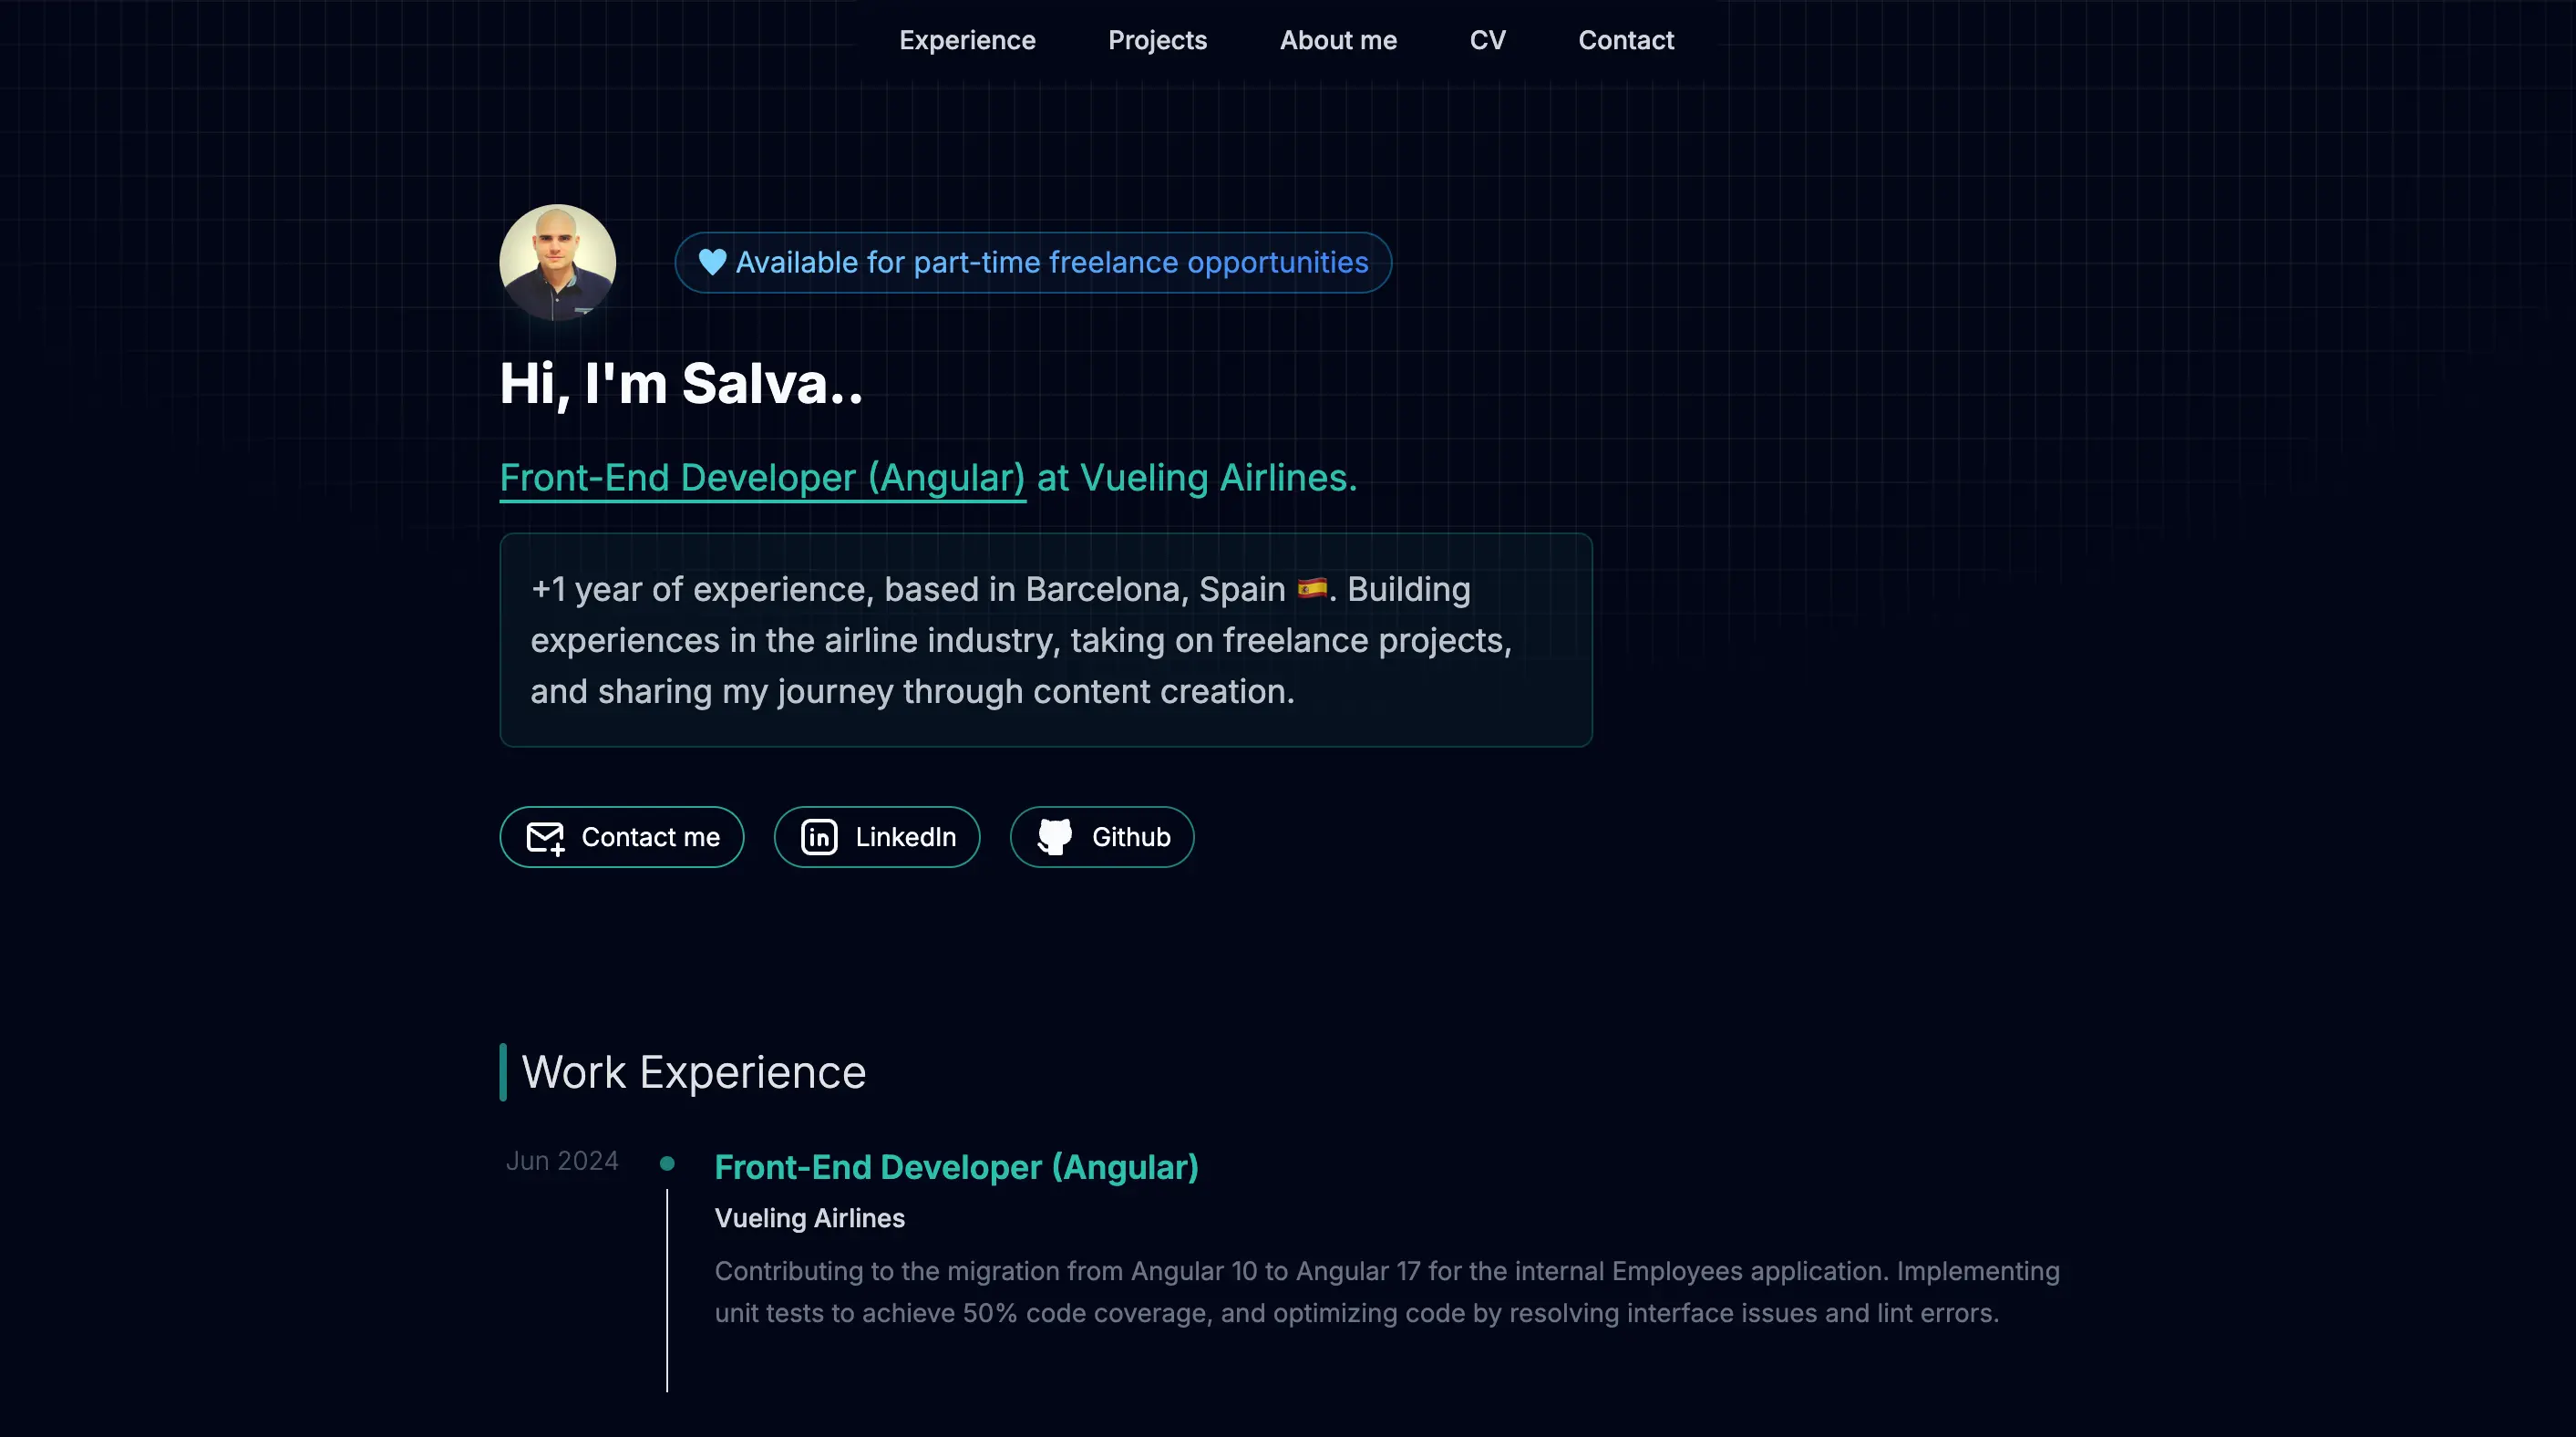 Experience Projects About me CV Contact
Available for part-time freelance opportunities
Hi, I'm Salva..
Front-End Developer (Angular) at Vueling Airlines.
+1 year of experience, based in Barcelona, Spain 🇪🇸. Building
experiences in the airline industry, taking on freelance projects,
and sharing my journey through content creation.
Contact me LinkedIn Github
Work Experience
Jun 2024
Front-End Developer (Angular)
Vueling Airlines
Contributing to the migration from Angular 10 to Angular 17 for the internal Employees application. Implementing
unit tests to achieve 50% code coverage, and optimizing code by resolving interface issues and lint errors.